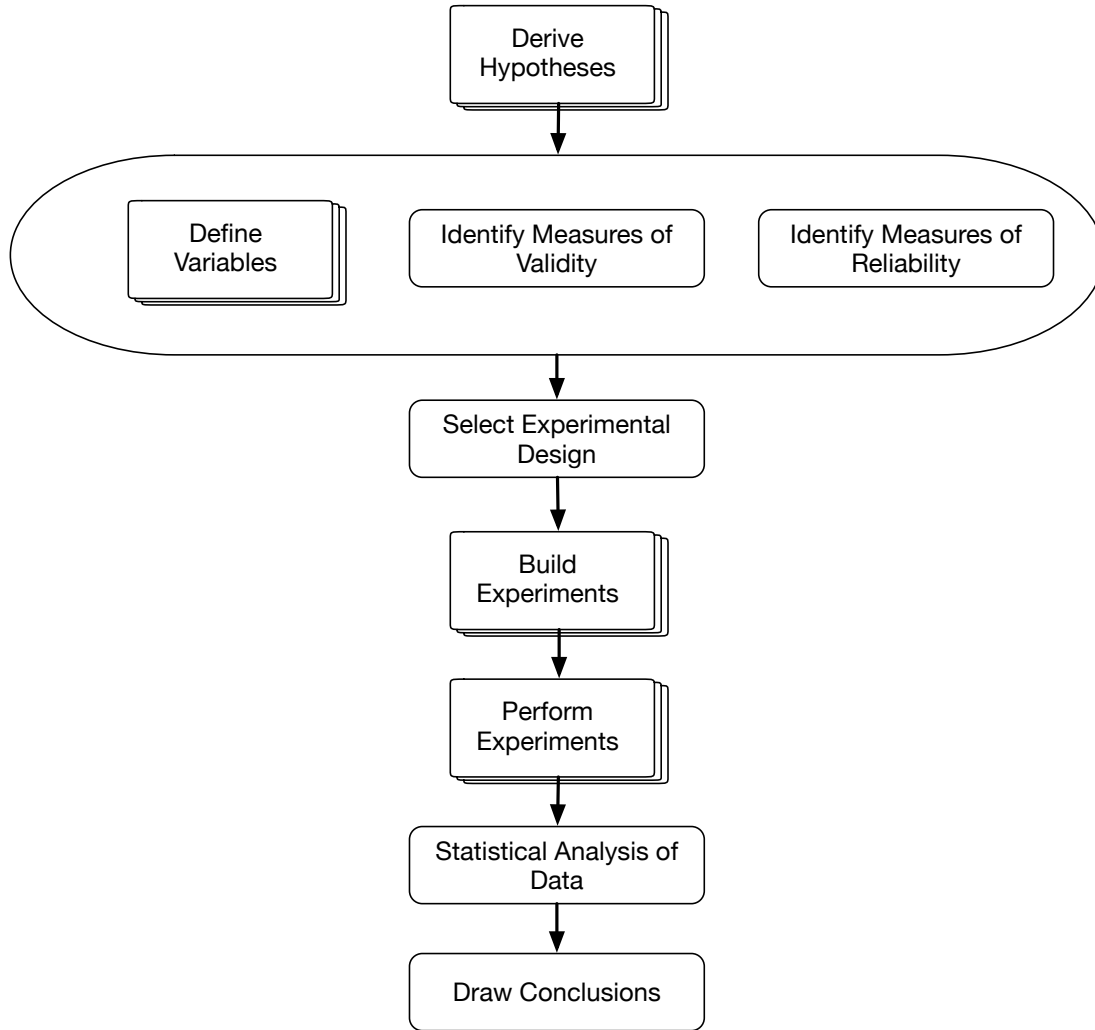 Derive
Hypotheses
Define
Variables
Identify Measures of
Validity
Identify Measures of
Reliability
Select Experimental
Design
Build
Experiments
Perform
Experiments
Statistical Analysis of
Data
Draw Conclusions